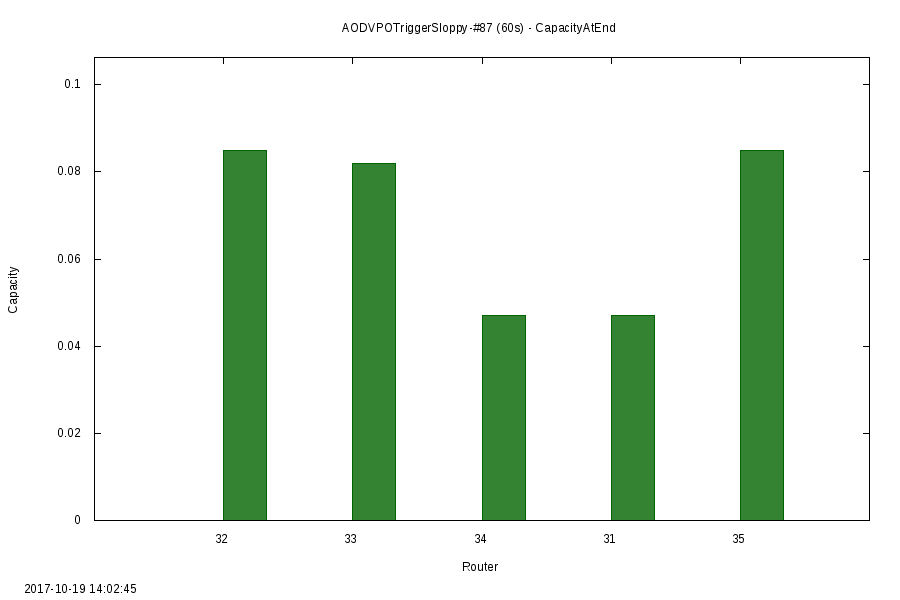 AODVPOTriggerSloppy-#87 (60s) - CapacityAtEnd
0.1
0.08
0.06
0.04
0.02
0
Capacity
32 33 34 31 35
Router
2017-10-19 14:02:45